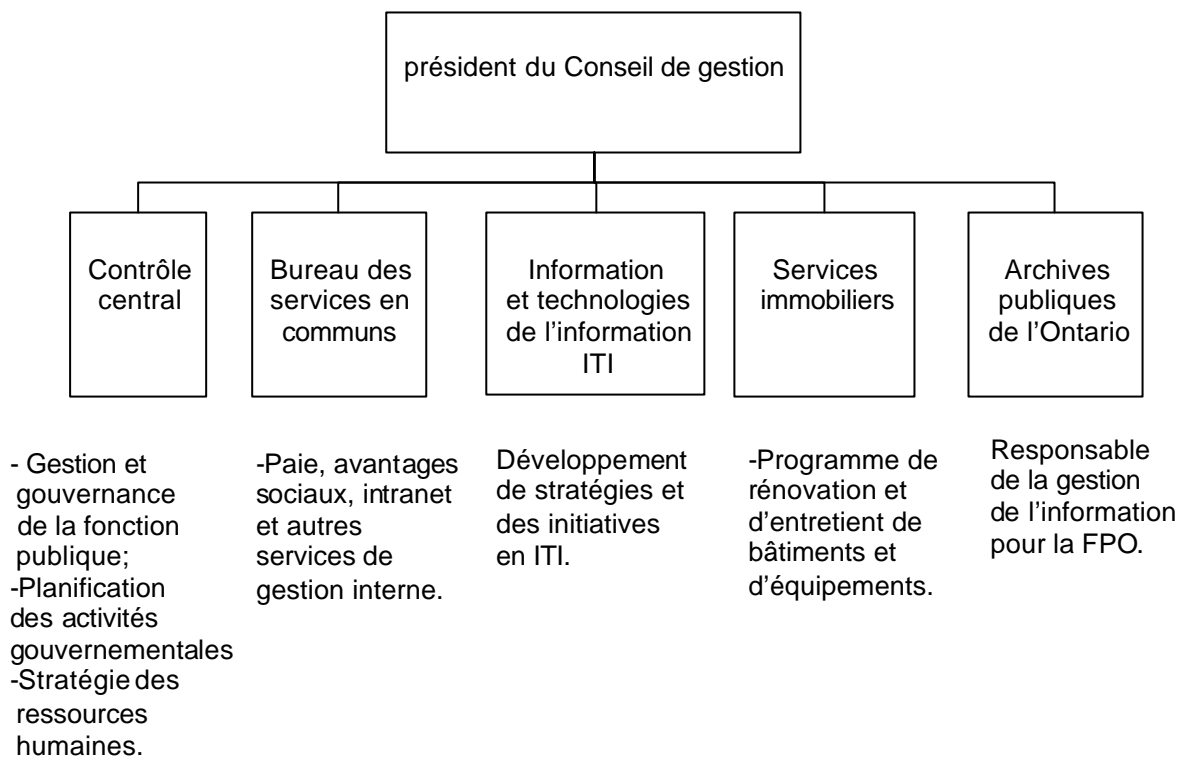 président du Conseil de gestion
Contrôle
central
Bureau des
services en
communs
Information
et technologies
de l'information
ITI
Services
immobiliers
Archives
publiques
de l'Ontario
- Gestion et
gouvernance
de la fonction
publique;
-Planification
des activités
gouvernementales
-Stratégie des
ressources
humaines.
-Paie, avantages
sociaux, intranet
et autres
services de
gestion interne.
Développement
de stratégies et
des initiatives
en ITI.
-Programme de
rénovation et
d'entretient de
bâtiments et
d'équipements.
Responsable
de la gestion
de l'information
pour la FPO.